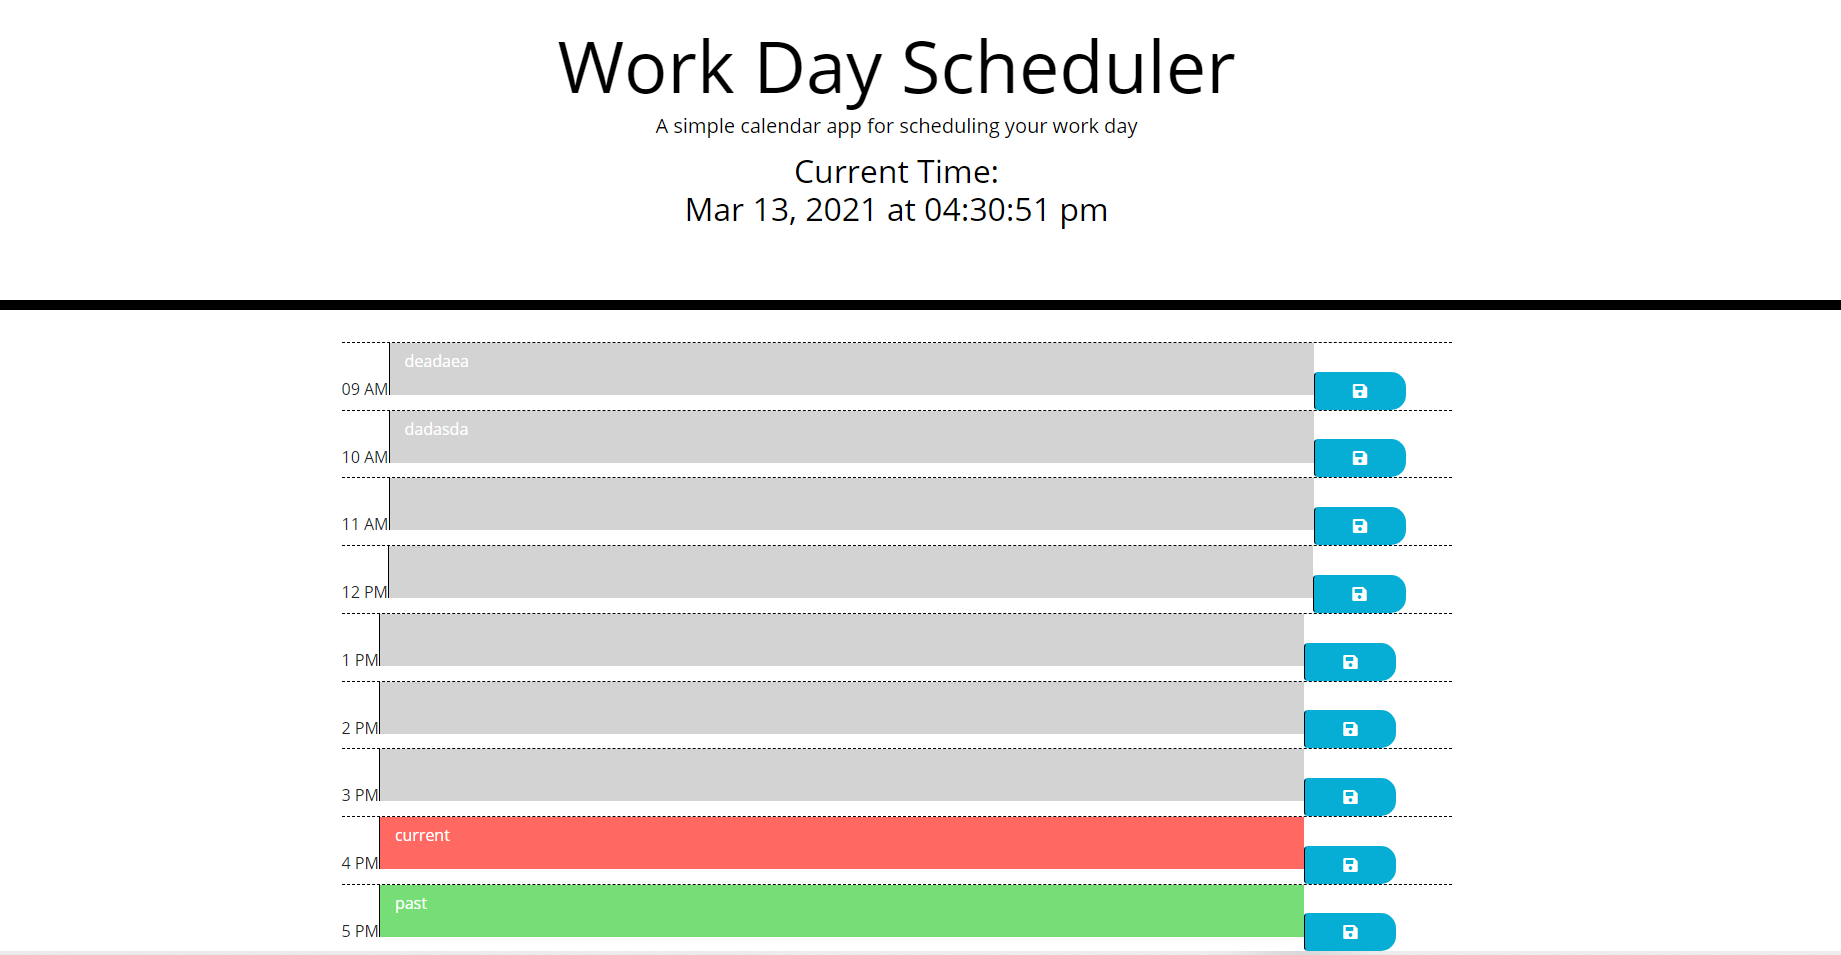 Work Day Scheduler
A simple calendar app for scheduling your work day
Current Time:
Mar 13, 2021 at 04:30:51 pm
deadaea
09 AM
dadasda
10 AM
11 AM
12 PM
1 PM
2 PM
3 PM
current
4 PM
past
5 PM